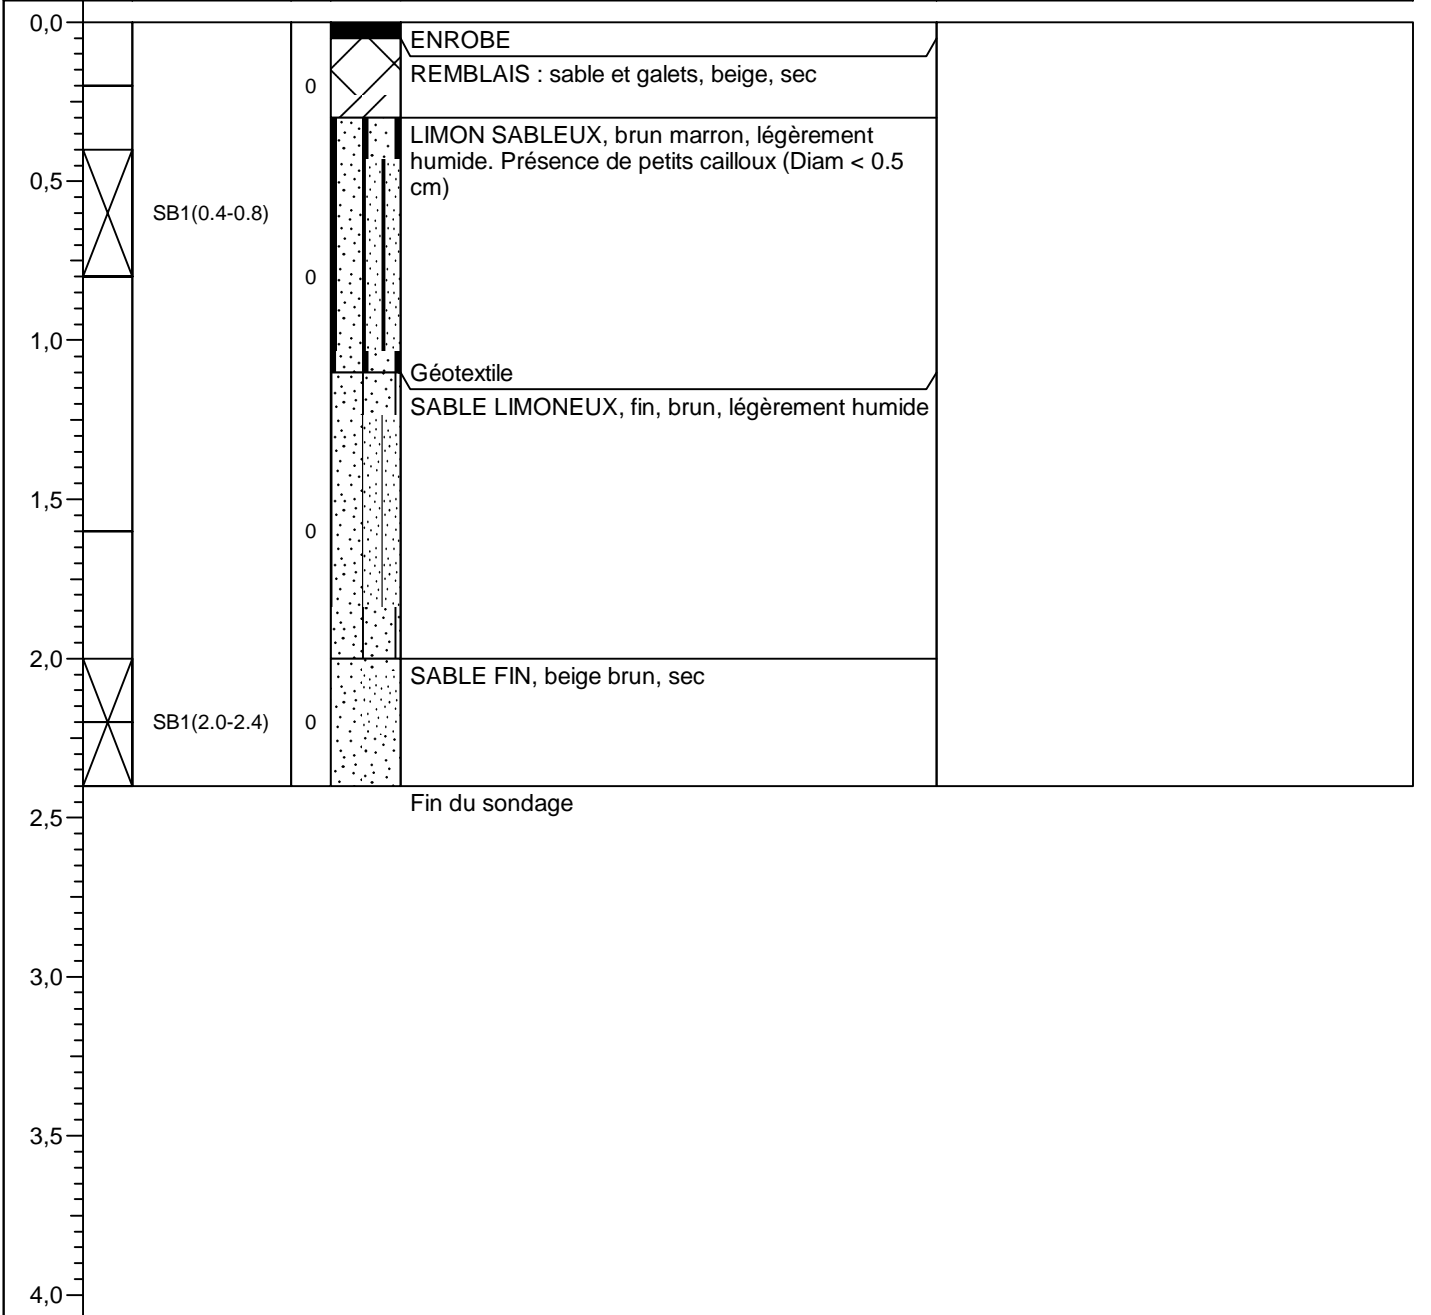 0,0
ENROBE
REMBLAIS : sable et galets, beige, sec
0
LIMON SABLEUX, brun marron, légèrement
humide. Présence de petits cailloux (Diam < 0.5
cm)
0,5
SB1(0.4-0.8)
0
1,0
Géotextile
SABLE LIMONEUX, fin, brun, légèrement humide
1,5
0
2,0
SABLE FIN, beige brun, sec
SB1(2.0-2.4)
0
Fin du sondage
2,5
3,0
3,5
4,0